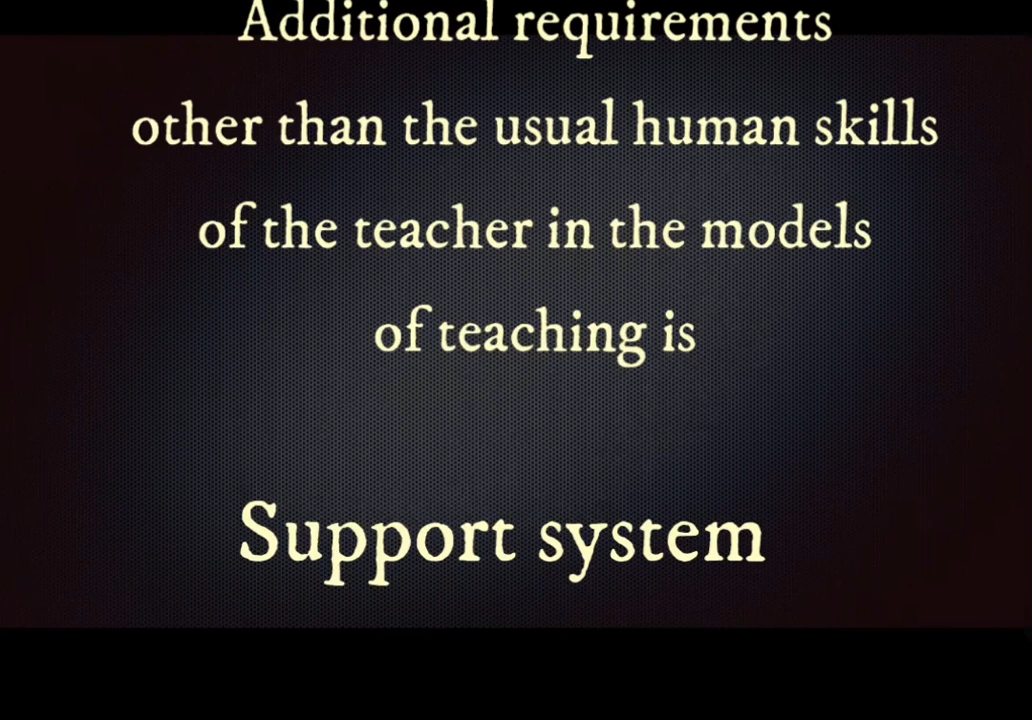 Additional requirements
other than the usual human skills
of the teacher in the models
of teaching is
Support system